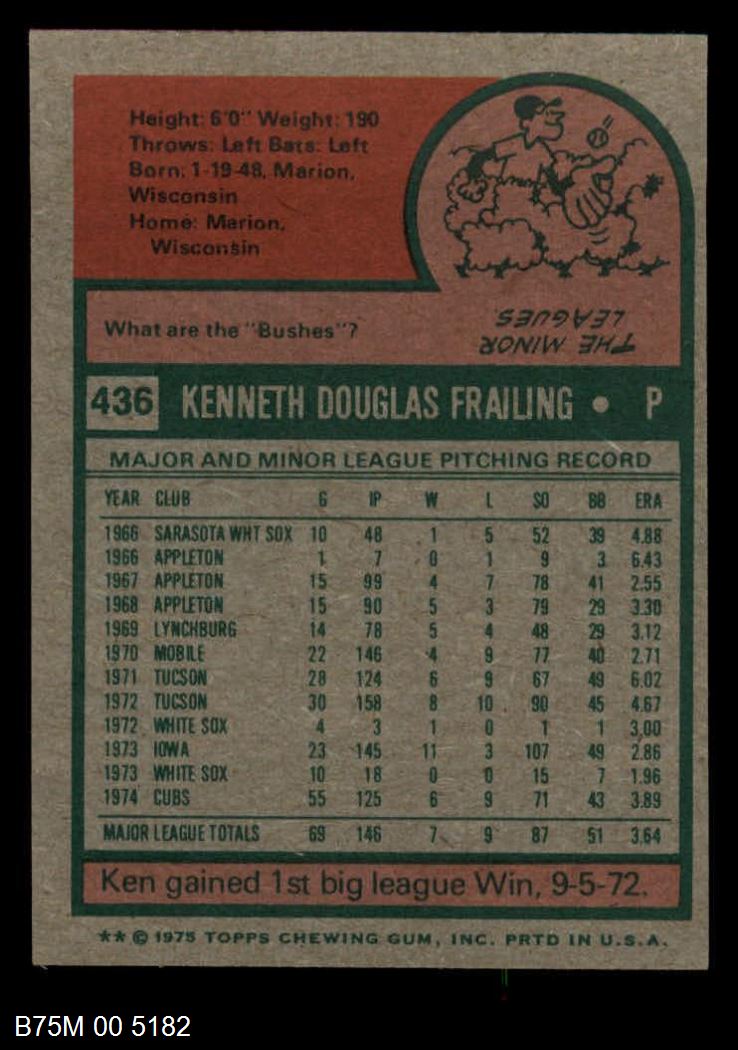 Height: 6'0" Weight: 190
Throws: Left Bats: Left
Born: 1-19-48, Marion,
Wisconsin
Home: Marion,
Wisconsin
What are the "Bushes"?
THE MINOR
LEAGUES
436 KENNETH DOUGLAS FRAILING • P
MAJOR AND MINOR LEAGUE PITCHING RECORD
YEAR CLUB G IP W L SO BB ERA
1966 SARASOTA WHT SOX 10 48 1 5 52 39 4.88
1966 APPLETON 1 7 0 1 9 3 6.43
1967 APPLETON 15 99 4 7 78 41 2.55
1968 APPLETON 15 90 5 3 79 29 3.30
1969 LYNCHBURG 14 78 5 4 48 29 3.12
1970 MOBILE 22 146 4 9 77 40 2.71
1971 TUCSON 28 124 6 9 67 49 6.02
1972 TUCSON 30 158 8 10 90 45 4.67
1972 WHITE SOX 4 3 1 0 1 1 3.00
1973 IOWA 23 145 11 3 107 49 2.86
1973 WHITE SOX 10 18 0 0 15 7 1.96
1974 CUBS 55 125 6 9 71 43 3.89
MAJOR LEAGUE TOTALS 69 146 7 9 87 51 3.64
Ken gained 1st big league Win, 9-5-72.
** © 1975 TOPPS CHEWING GUM, INC. PRTD IN U.S.A.
B75M 00 5182